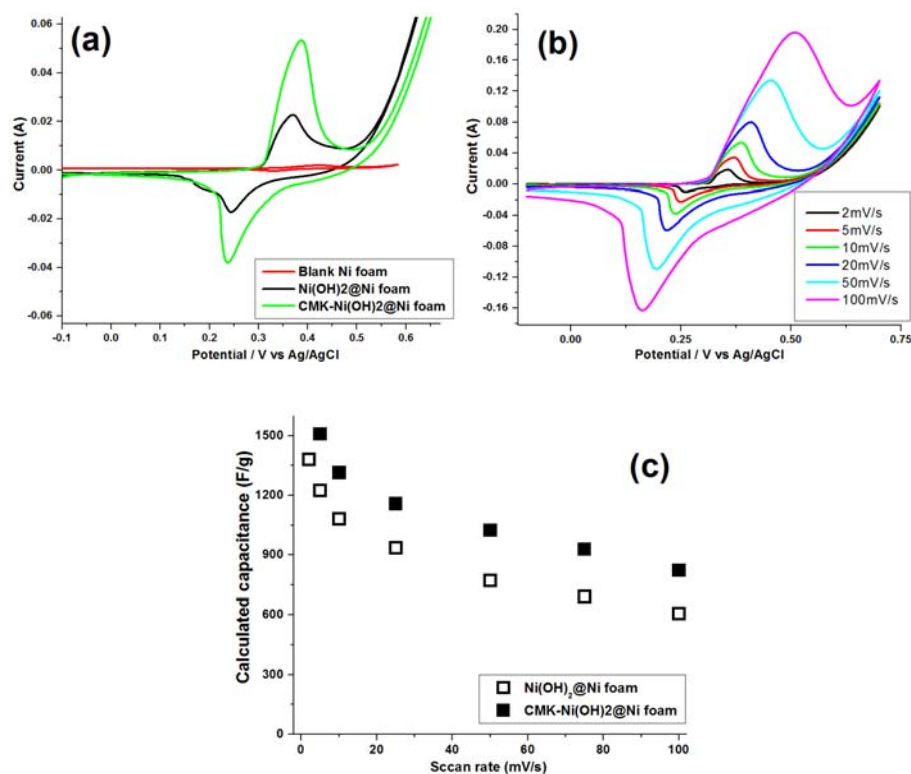 (a)
0.06
0.04
0.02
0.00
-0.02
-0.04
-0.06
Current (A)
-0.1 0.0 0.1 0.2 0.3 0.4 0.5 0.6
Potential / V vs Ag/AgCl
Blank Ni foam
Ni(OH)2@Ni foam
CMK-Ni(OH)2@Ni foam
(b)
0.20
0.16
0.12
0.08
0.04
0.00
-0.04
-0.08
-0.12
-0.16
Current (A)
0.00 0.25 0.50 0.75
Potential / V vs Ag/AgCl
2mV/s
5mV/s
10mV/s
20mV/s
50mV/s
100mV/s
(c)
1500
1200
900
600
300
0
Calculated capacitance (F/g)
0 20 40 60 80 100
Sccan rate (mV/s)
Ni(OH)₂@Ni foam
CMK-Ni(OH)2@Ni foam